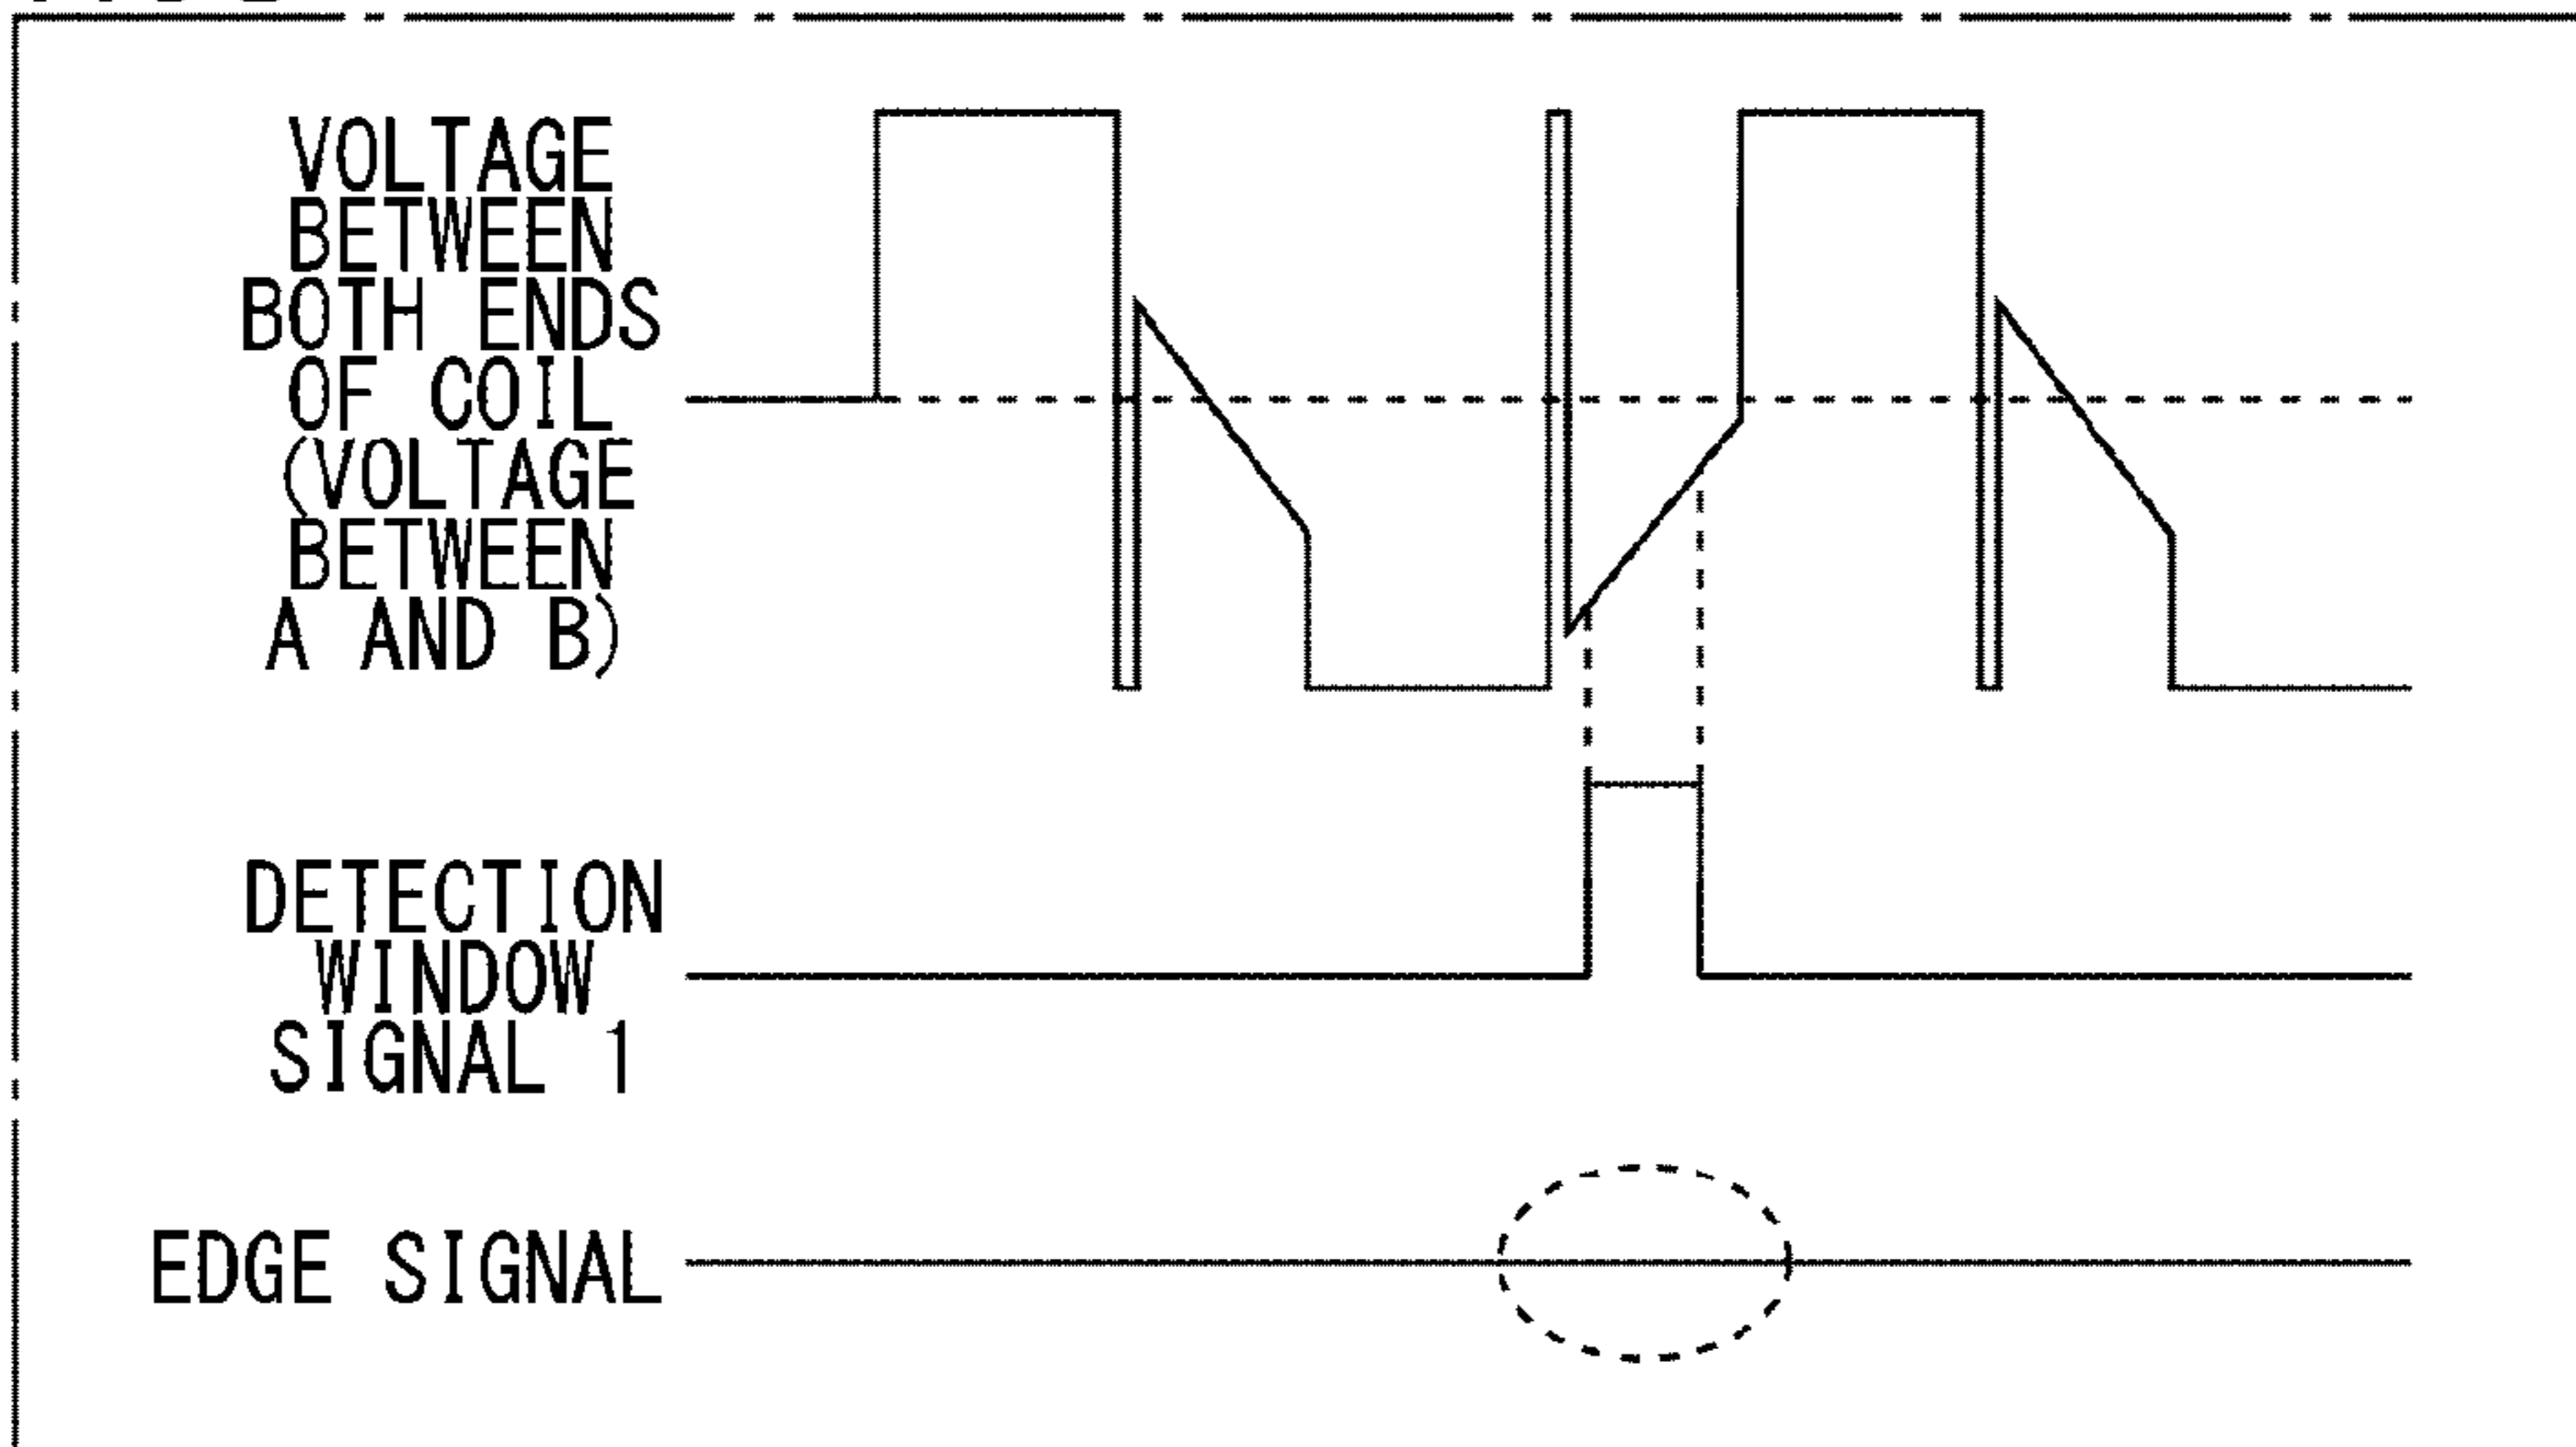 VOLTAGE
BETWEEN
BOTH ENDS
OF COIL
(VOLTAGE
BETWEEN
A AND B)
DETECTION
WINDOW
SIGNAL 1
EDGE SIGNAL